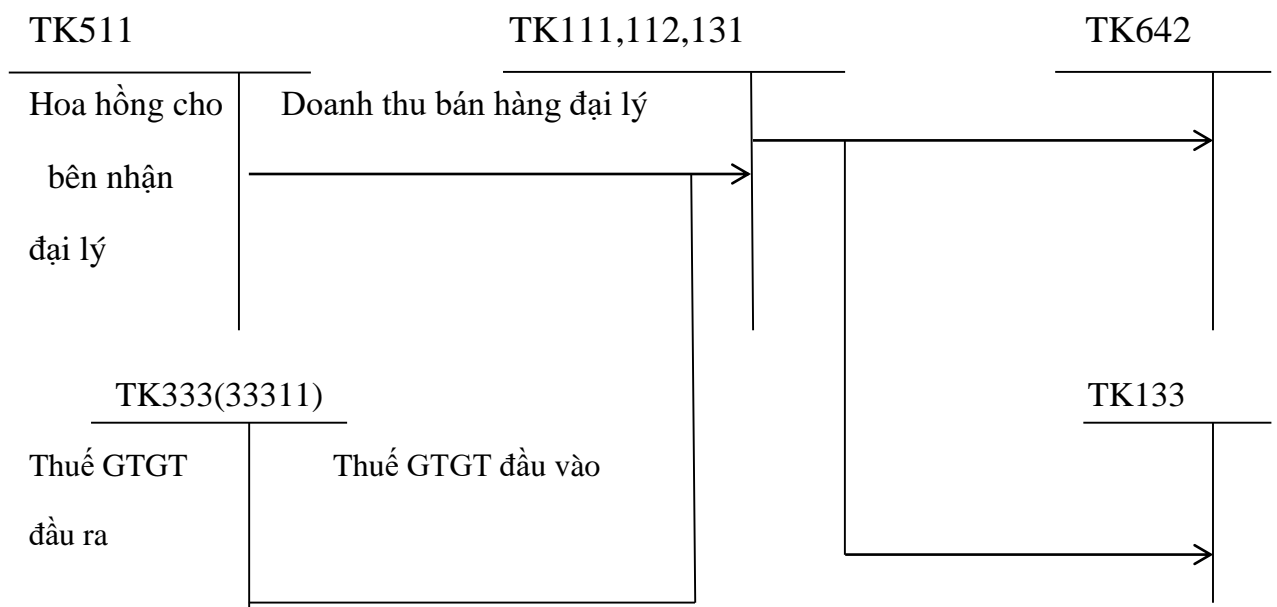 TK511 TK111,112,131 TK642
Hoa hồng cho Doanh thu bán hàng đại lý
bên nhận
đại lý
TK333(33311) TK133
Thuế GTGT Thuế GTGT đầu vào
đầu ra